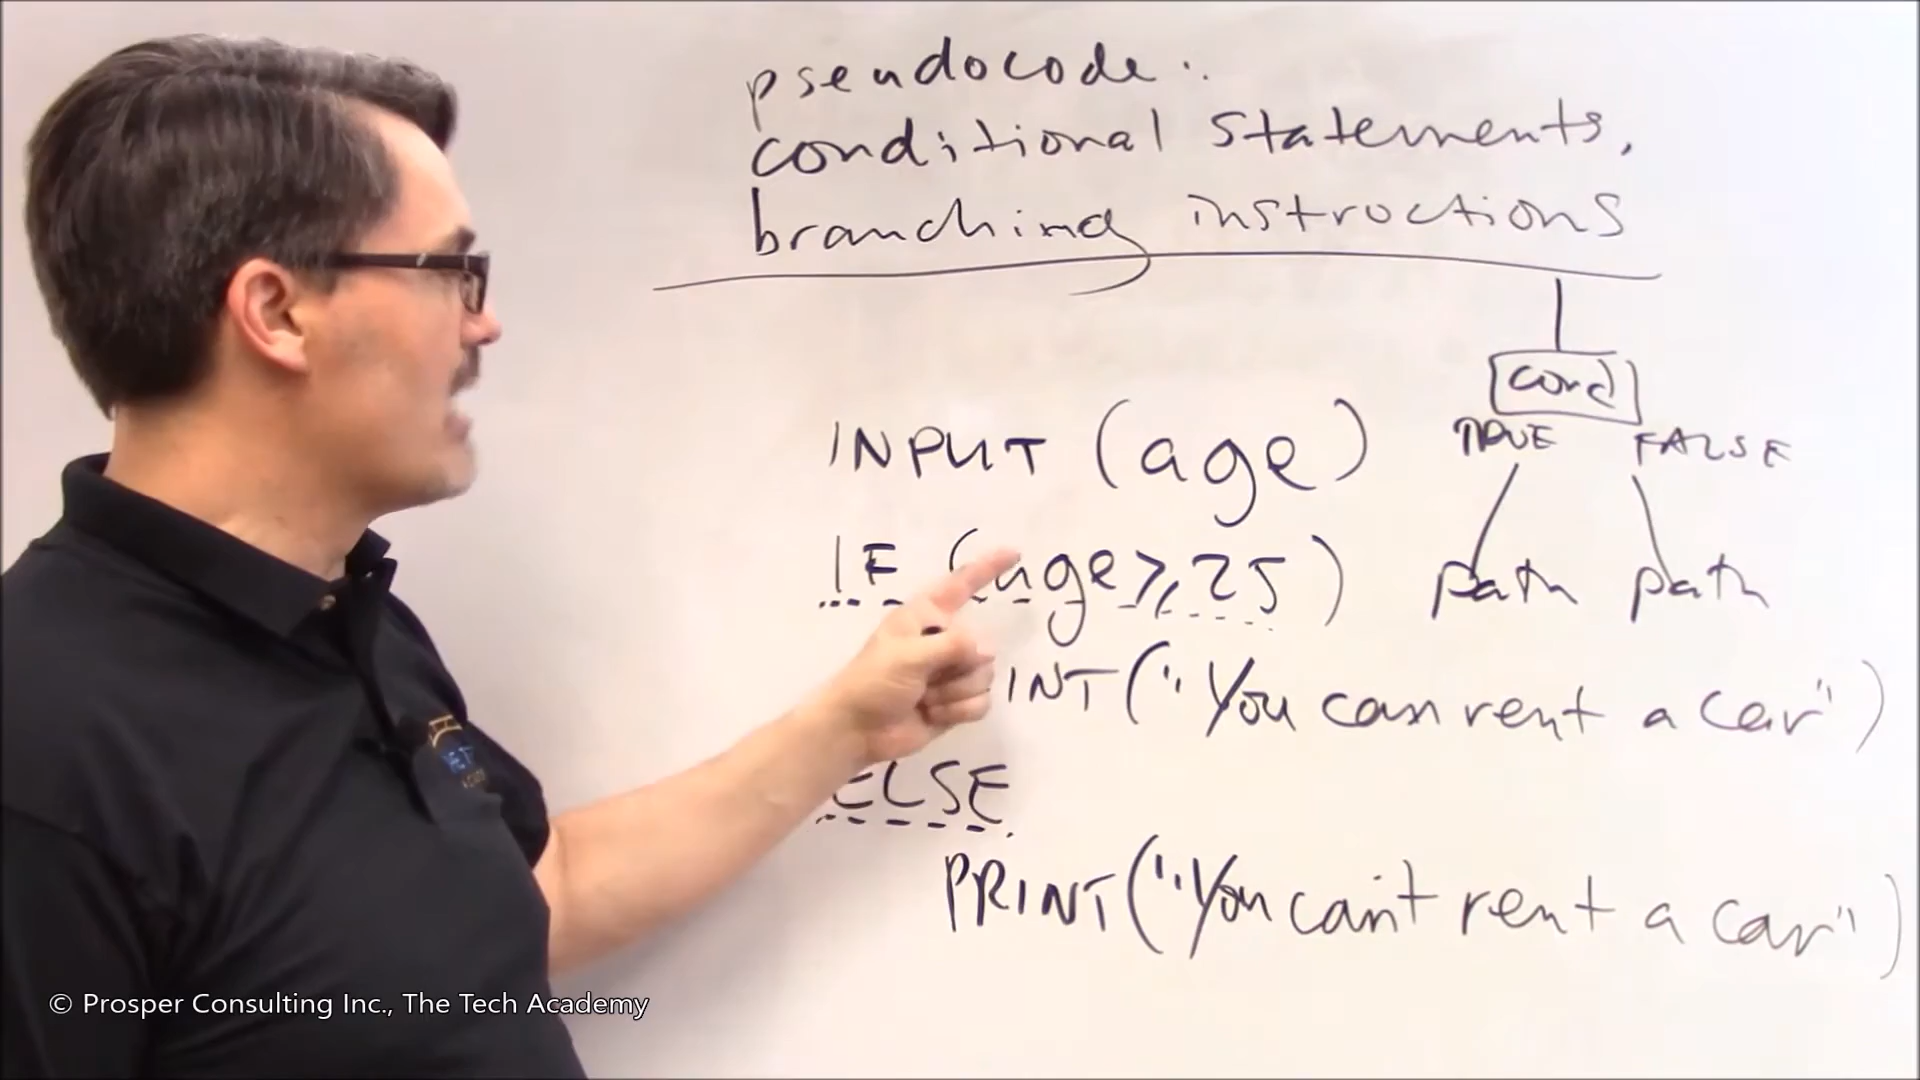 pseudocode:
conditional statements,
branching instructions
cond
TRUE FALSE
path path
INPUT (age)
IF (age ⩾ 25)
INT("You can rent a car")
ELSE
PRINT("You can't rent a car")
© Prosper Consulting Inc., The Tech Academy